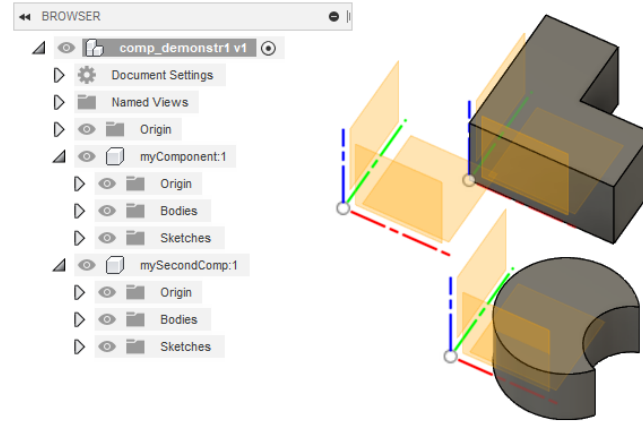 BROWSER
comp_demonstr1 v1
Document Settings
Named Views
Origin
myComponent:1
Origin
Bodies
Sketches
mySecondComp:1
Origin
Bodies
Sketches